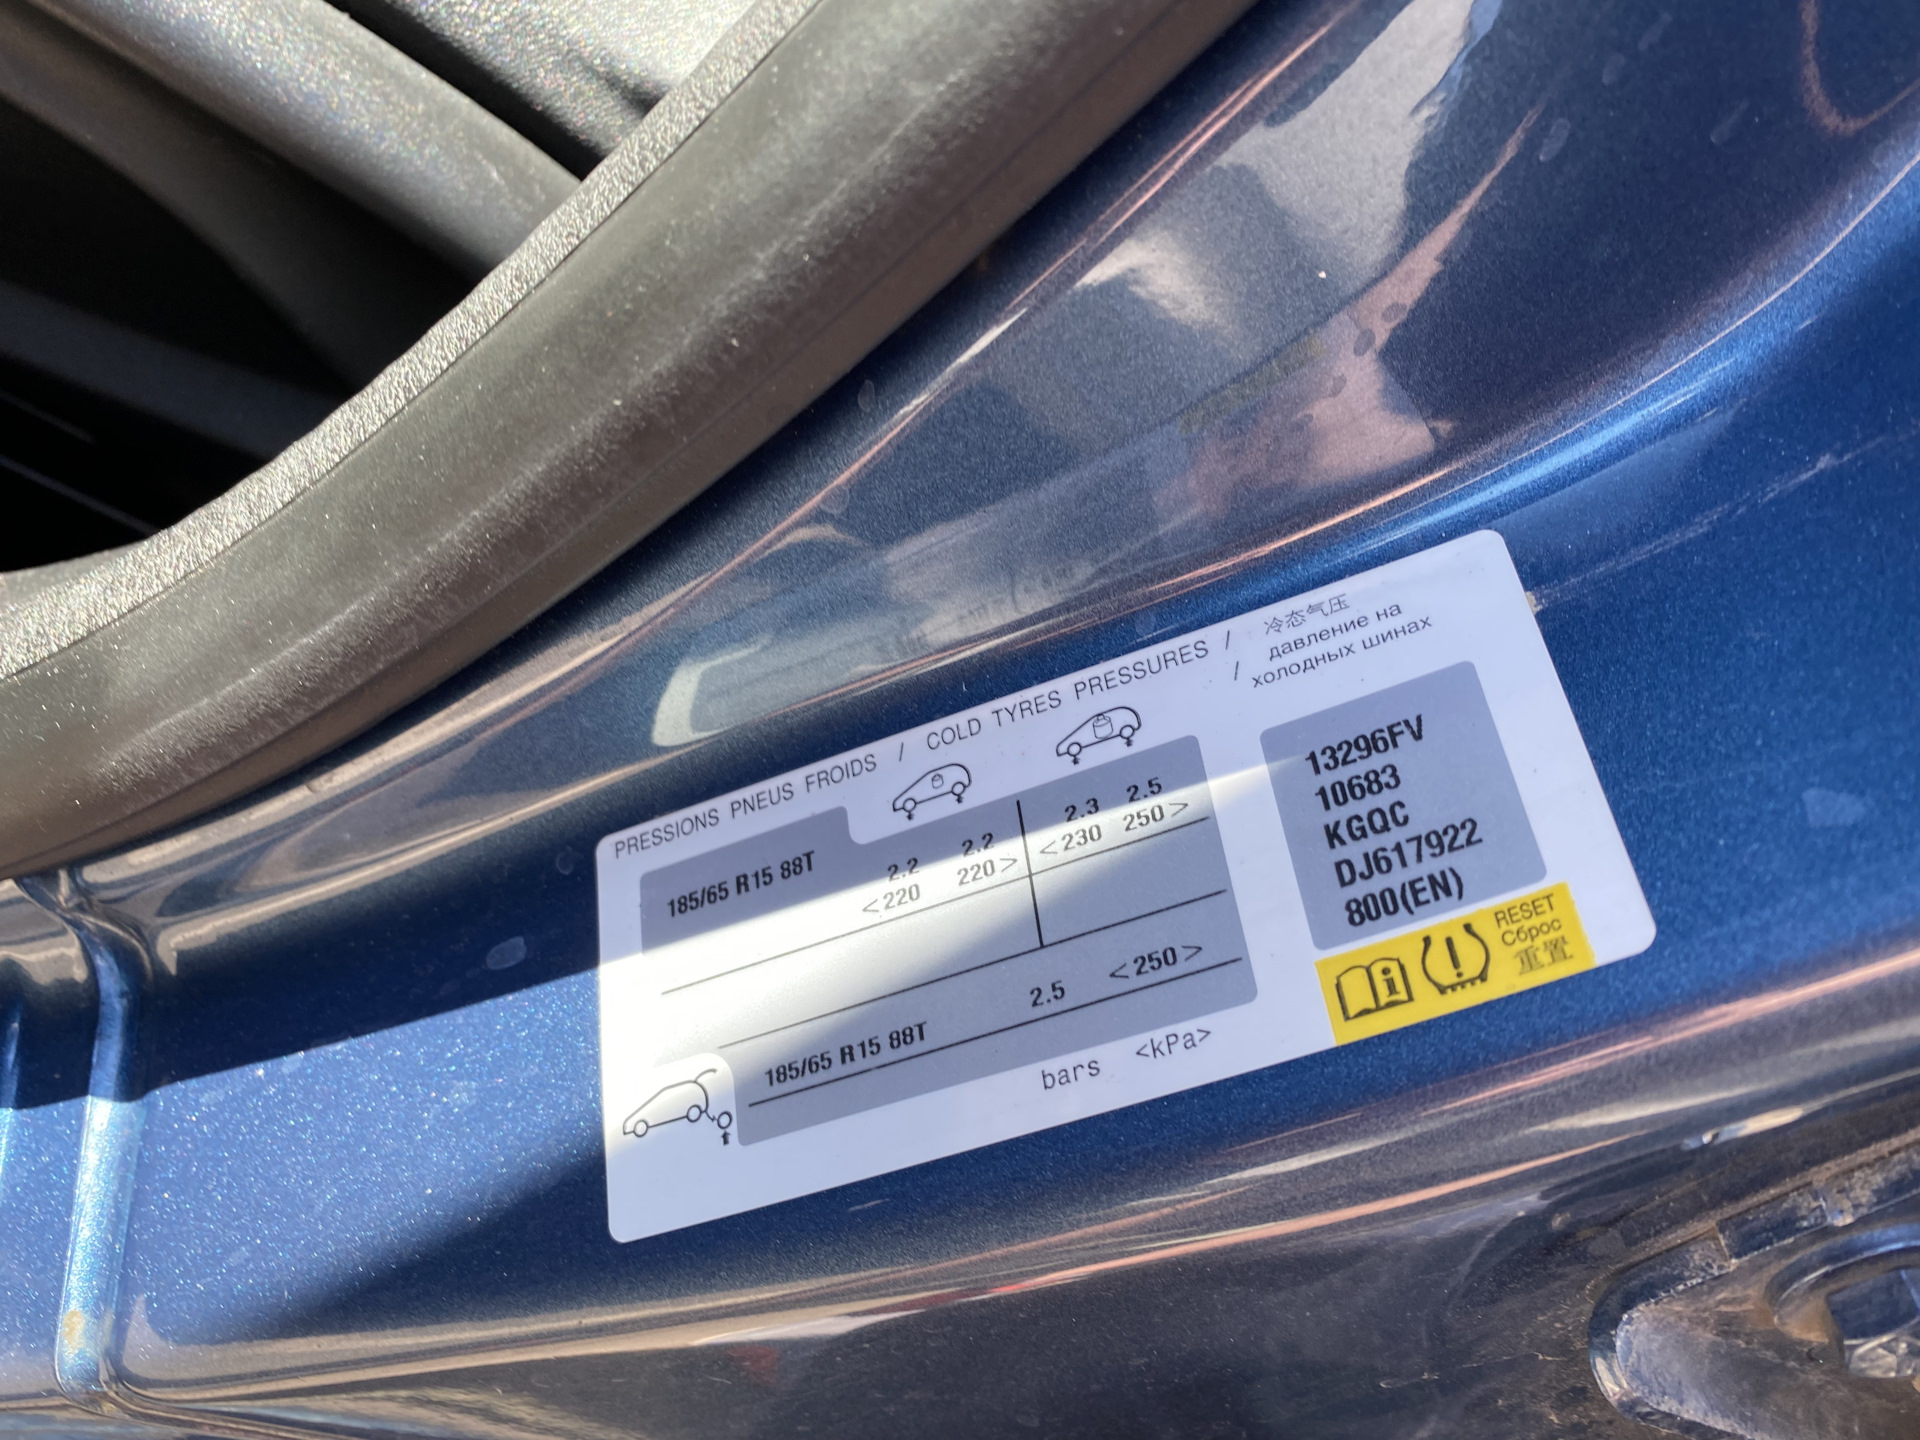 PRESSIONS PNEUS FROIDS / COLD TYRES PRESSURES / 冷态气压
/ давление на
холодных шинах
185/65 R15 88T 2.2 2.2 2.3 2.5
<220 220> <230 250>
185/65 R15 88T 2.5 <250>
bars <kPa>
13296FV
10683
KGQC
DJ617922
800(EN)
RESET
Сброс
重置